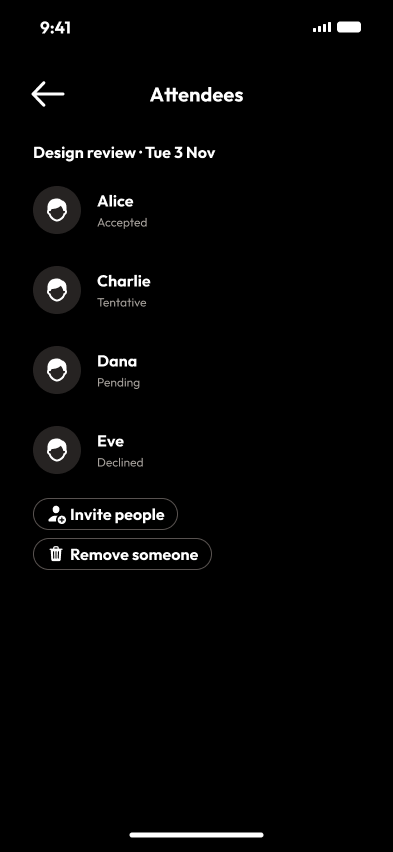 9:41
Attendees
Design review · Tue 3 Nov
Alice
Accepted
Charlie
Tentative
Dana
Pending
Eve
Declined
Invite people
Remove someone